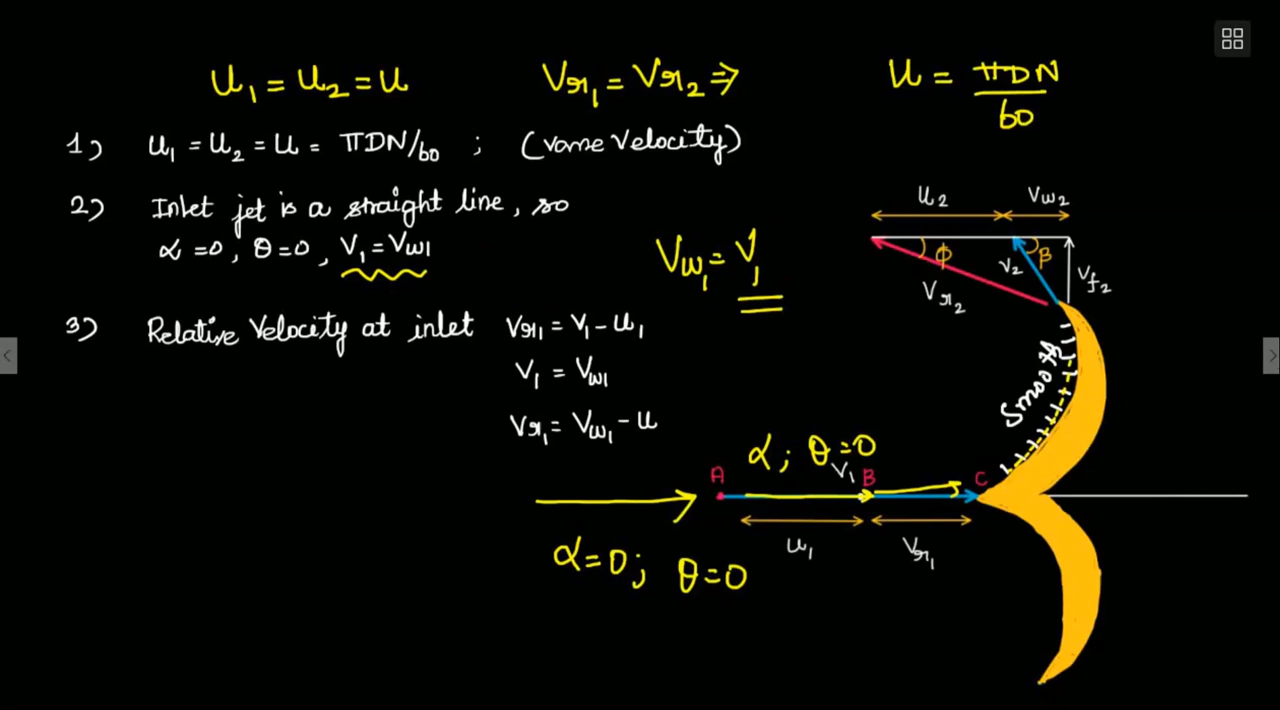 u₁ = u₂ = u    Vr₁ = Vr₂ ⇒    u = πDN/60
1) u₁ = u₂ = u = πDN/60 ; (vane velocity)
2) Inlet jet is a straight line, so
α = 0, θ = 0, V₁ = Vw₁
Vw₁ = V₁
3) Relative Velocity at inlet Vr₁ = V₁ - u₁
V₁ = Vw₁
Vr₁ = Vw₁ - u
u₂ Vw₂
φ β
V₂
Vr₂ Vf₂
Smooth
α; θ = 0
V₁
A B C
u₁ Vr₁
α = 0; θ = 0